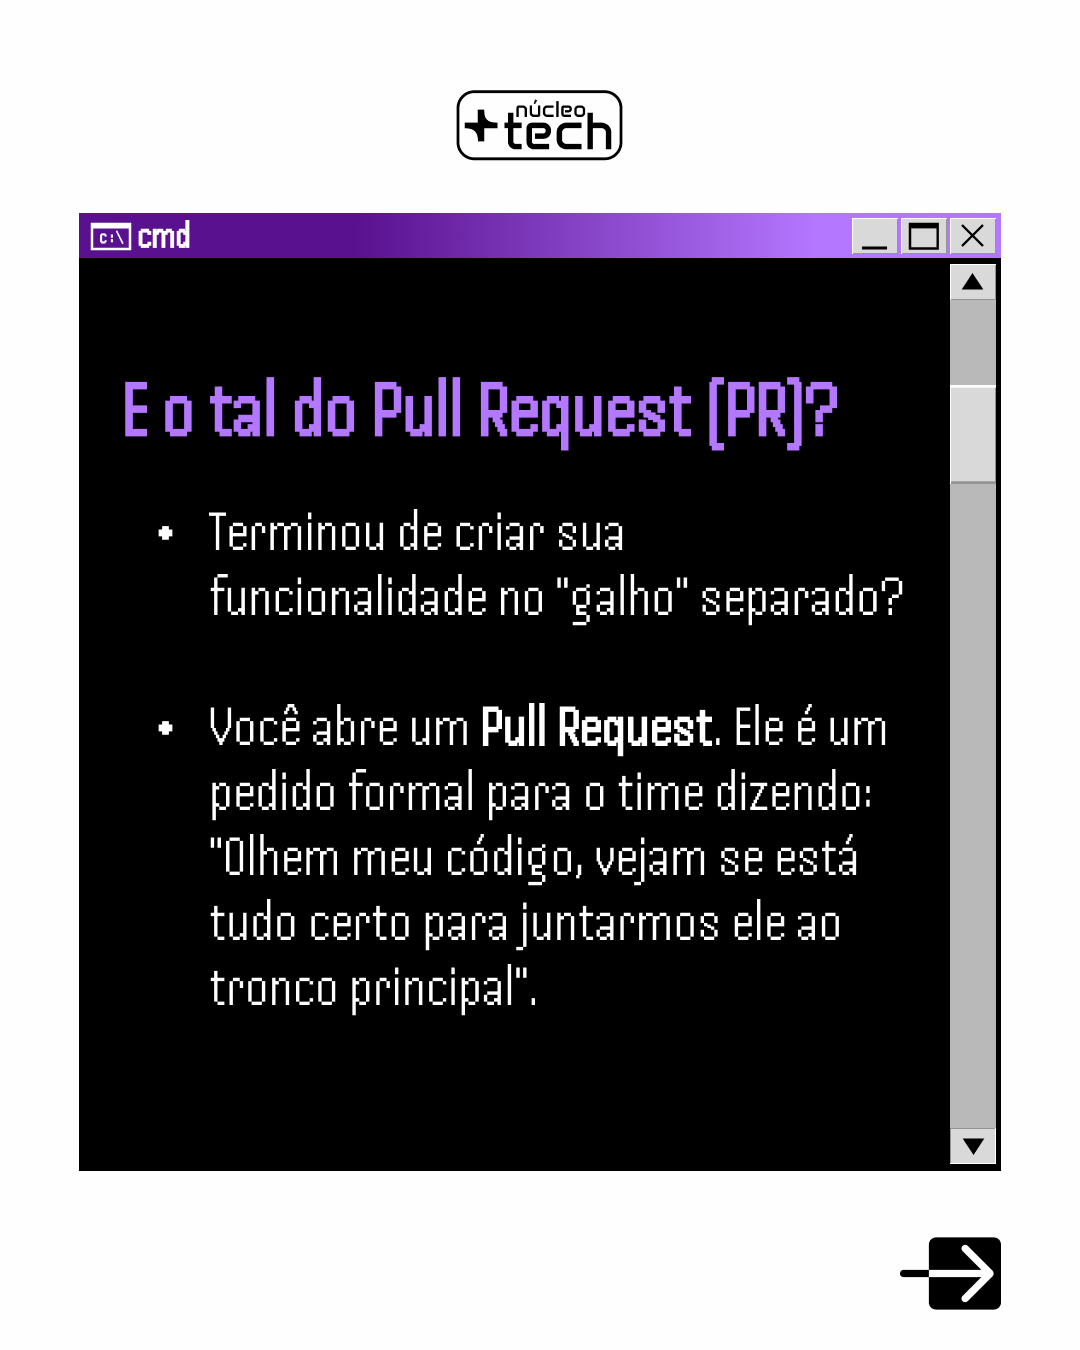 núcleo
tech
C:\ cmd
E o tal do Pull Request (PR)?
• Terminou de criar sua
funcionalidade no "galho" separado?
• Você abre um Pull Request. Ele é um
pedido formal para o time dizendo:
"Olhem meu código, vejam se está
tudo certo para juntarmos ele ao
tronco principal".